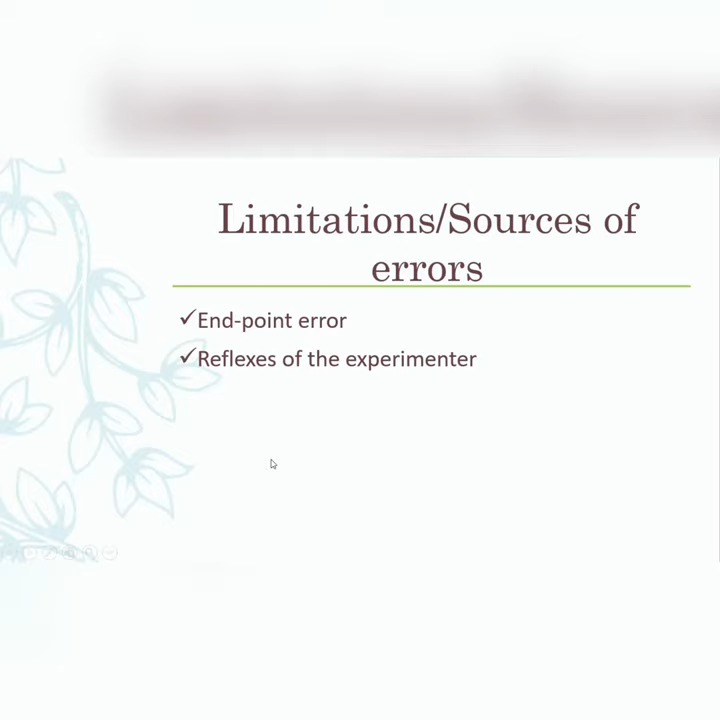 Limitations/Sources of
errors
✓End-point error
✓Reflexes of the experimenter